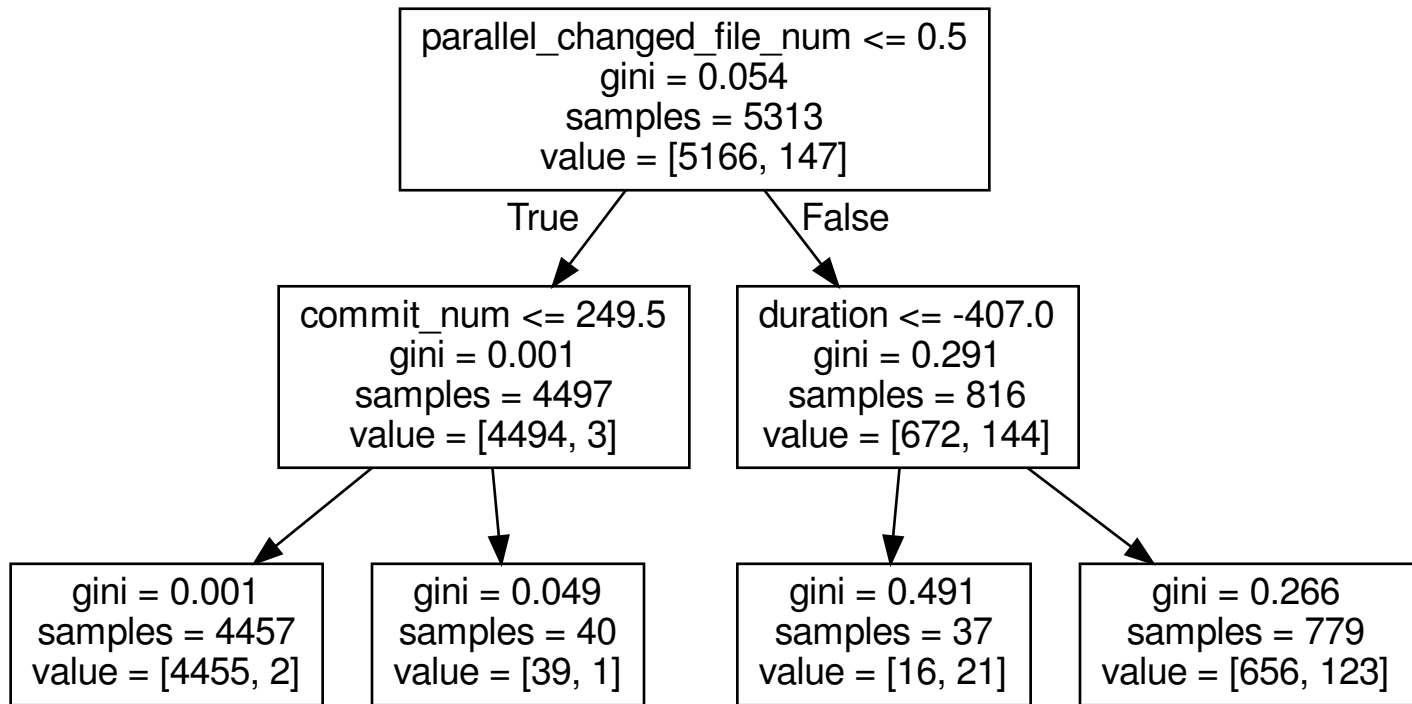 parallel_changed_file_num <= 0.5
gini = 0.054
samples = 5313
value = [5166, 147]
True
False
commit_num <= 249.5
gini = 0.001
samples = 4497
value = [4494, 3]
duration <= -407.0
gini = 0.291
samples = 816
value = [672, 144]
gini = 0.001
samples = 4457
value = [4455, 2]
gini = 0.049
samples = 40
value = [39, 1]
gini = 0.491
samples = 37
value = [16, 21]
gini = 0.266
samples = 779
value = [656, 123]